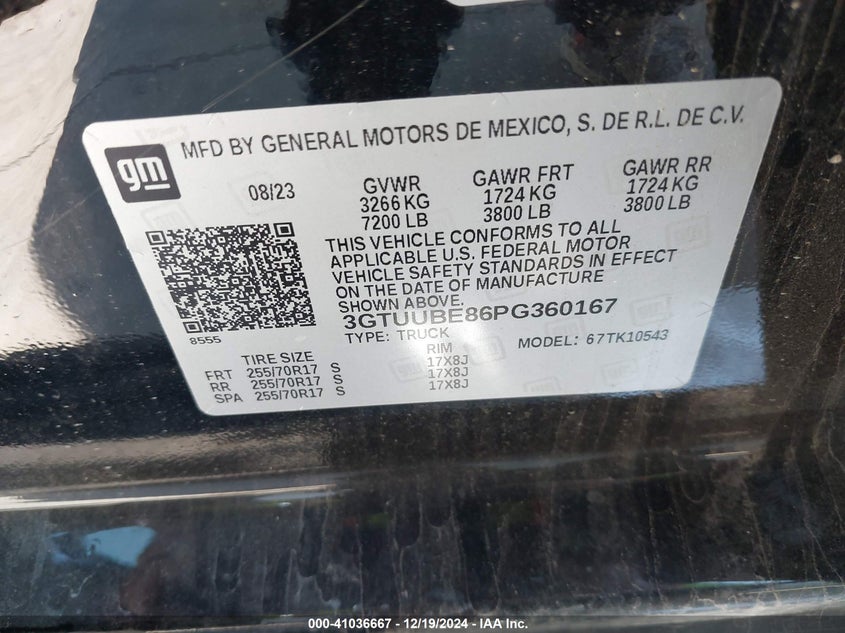 gm
MFD BY GENERAL MOTORS DE MEXICO, S. DE R.L. DE C.V.
08/23 GVWR GAWR FRT GAWR RR
3266 KG 1724 KG 1724 KG
7200 LB 3800 LB 3800 LB
THIS VEHICLE CONFORMS TO ALL
APPLICABLE U.S. FEDERAL MOTOR
VEHICLE SAFETY STANDARDS IN EFFECT
ON THE DATE OF MANUFACTURE
SHOWN ABOVE.
3GTUUBE86PG360167
8555
TYPE: TRUCK MODEL: 67TK10543
TIRE SIZE RIM
FRT 255/70R17 S 17X8J
RR 255/70R17 S 17X8J
SPA 255/70R17 S 17X8J
000-41036667 - 12/19/2024 - IAA Inc.